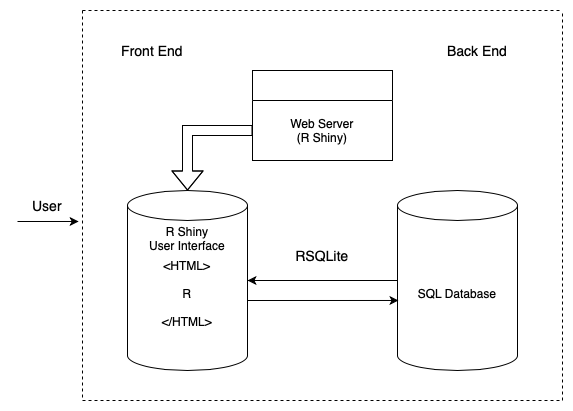 Front End
Back End
Web Server
(R Shiny)
User
R Shiny
User Interface
<HTML>
R
</HTML>
RSQLite
SQL Database